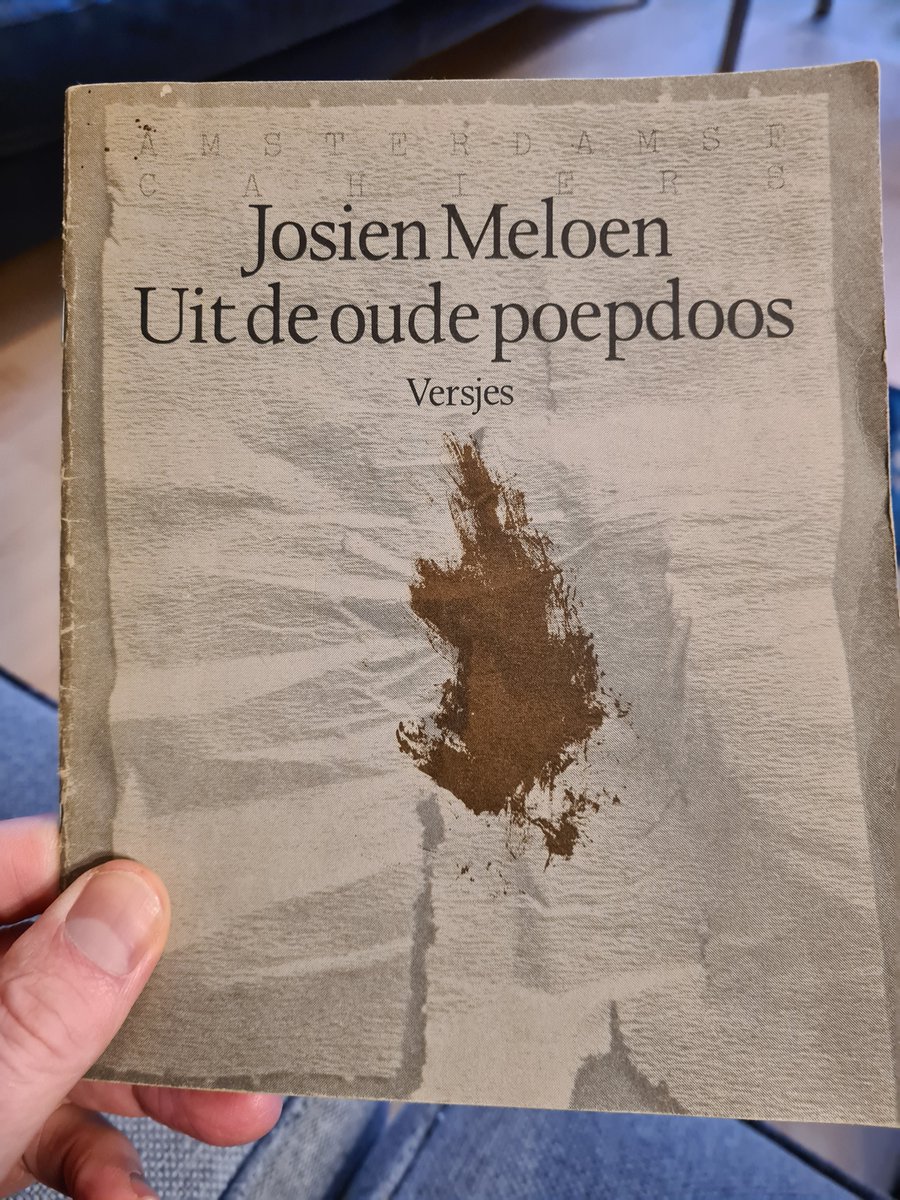 AMSTERDAMSE
CAHIERS
Josien Meloen
Uit de oude poepdoos
Versjes